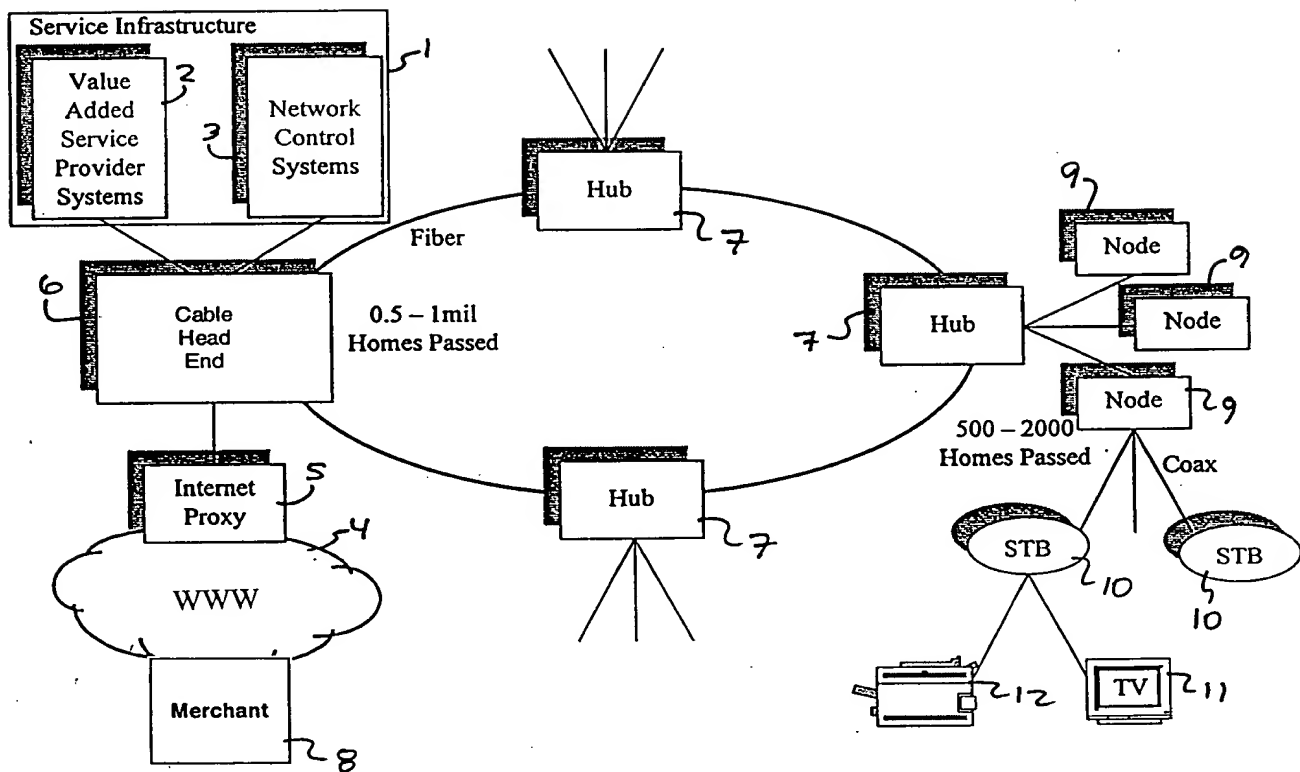 Service Infrastructure
1
2
Value
Added
Service
Provider
Systems
3
Network
Control
Systems
Hub
7
Fiber
9
Node
9
Node
6
Cable
Head
End
0.5 – 1mil
Homes Passed
7
Hub
Node
9
500 – 2000
Homes Passed
Coax
Internet
Proxy
5
4
Hub
7
STB
10
STB
10
WWW
Merchant
8
12
TV
11